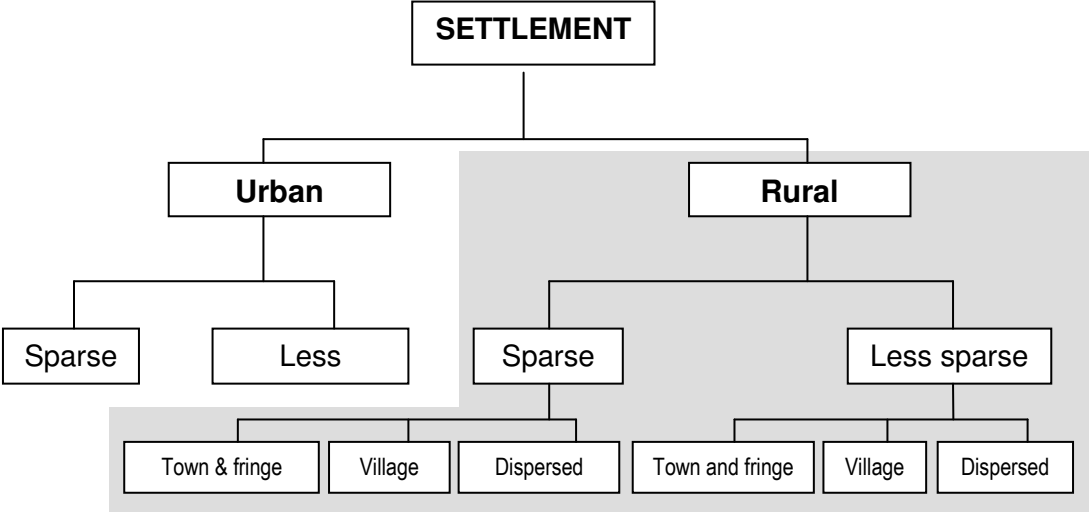 SETTLEMENT
Urban
Rural
Sparse
Less
Sparse
Less sparse
Town & fringe
Village
Dispersed
Town and fringe
Village
Dispersed